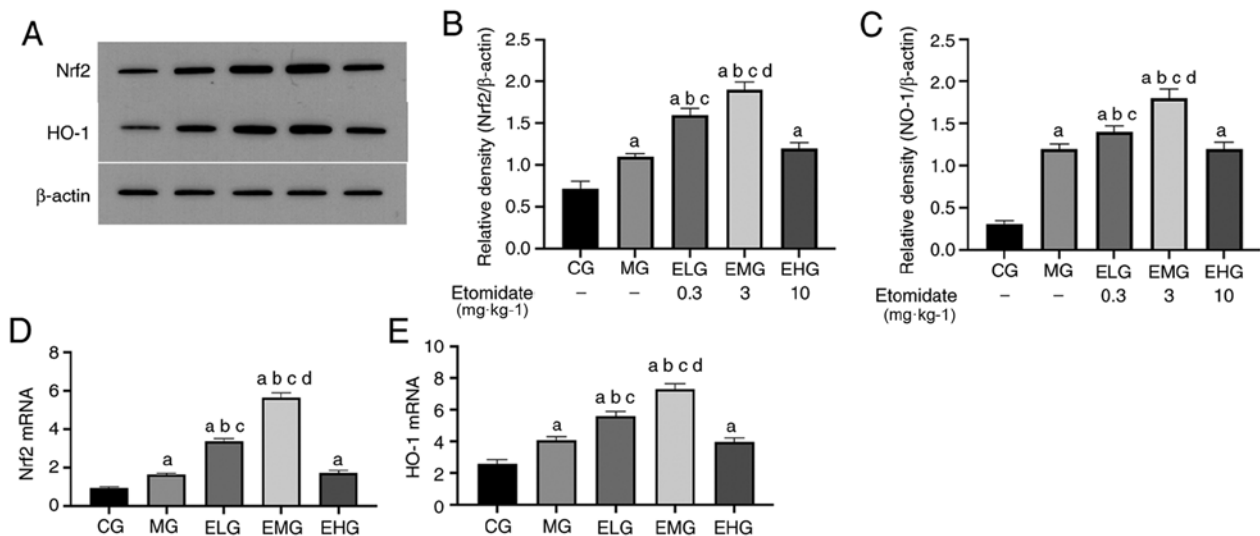 A
Nrf2
HO-1
β-actin
B
Relative density (Nrf2/β-actin)
2.5
2.0
1.5
1.0
0.5
0.0
a
a b c
a b c d
a
CG MG ELG EMG EHG
Etomidate – – 0.3 3 10
(mg·kg-1)
C
Relative density (NO-1/β-actin)
2.5
2.0
1.5
1.0
0.5
0.0
a
a b c
a b c d
a
CG MG ELG EMG EHG
Etomidate – – 0.3 3 10
(mg·kg-1)
D
Nrf2 mRNA
8
6
4
2
0
a
a b c
a b c d
a
CG MG ELG EMG EHG
E
HO-1 mRNA
10
8
6
4
2
0
a
a b c
a b c d
a
CG MG ELG EMG EHG